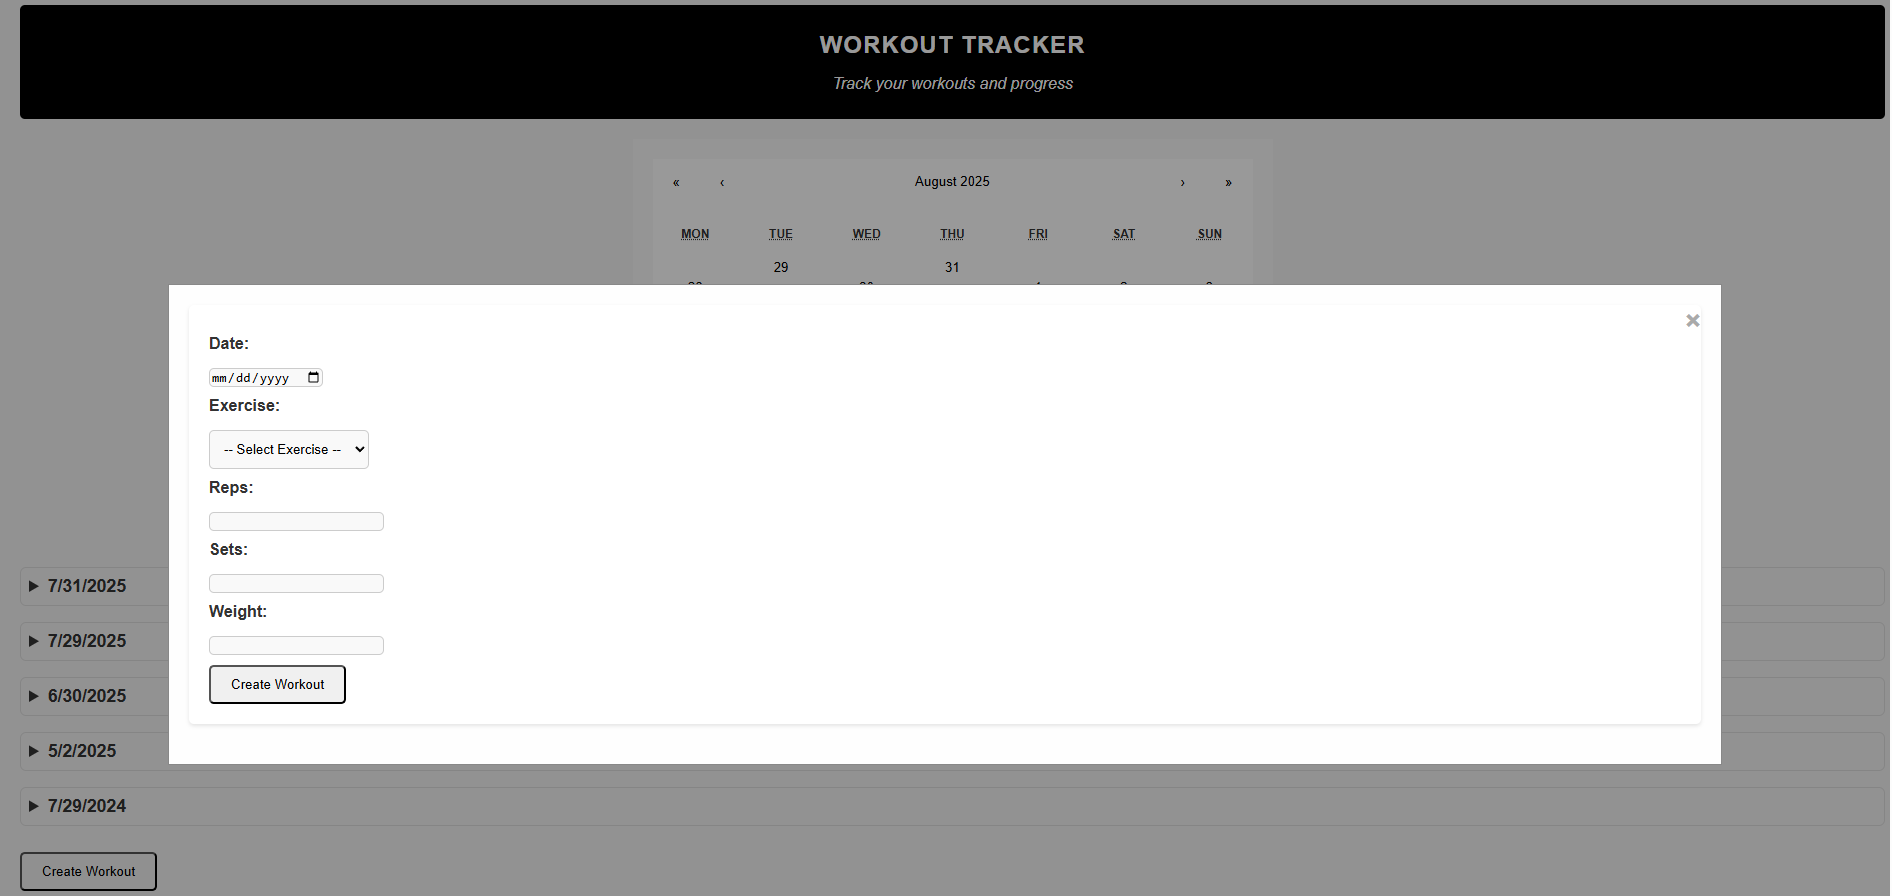 WORKOUT TRACKER
Track your workouts and progress
« ‹ August 2025 › »
MON TUE WED THU FRI SAT SUN
29 31
Date:
mm/dd/yyyy
Exercise:
-- Select Exercise --
Reps:
Sets:
Weight:
Create Workout
7/31/2025
7/29/2025
6/30/2025
5/2/2025
7/29/2024
Create Workout